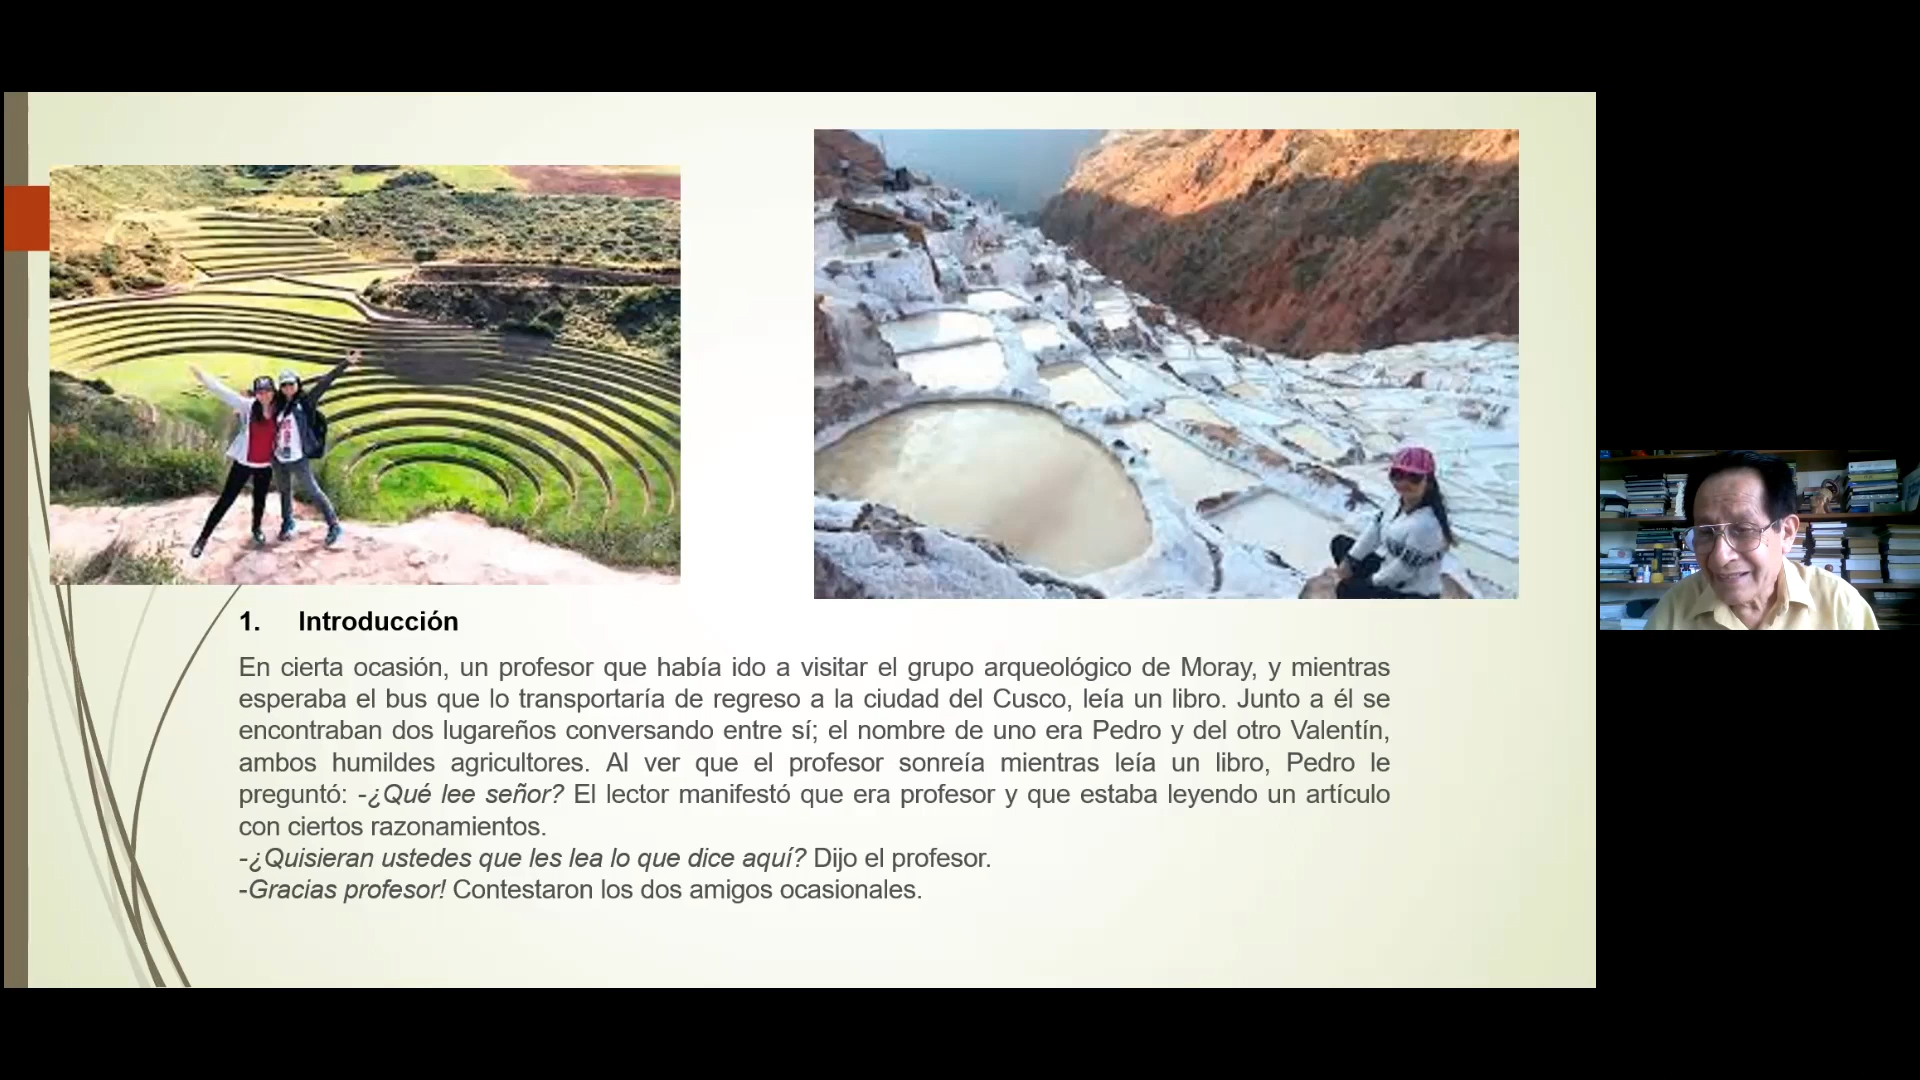 1. Introducción
En cierta ocasión, un profesor que había ido a visitar el grupo arqueológico de Moray, y mientras
esperaba el bus que lo transportaría de regreso a la ciudad del Cusco, leía un libro. Junto a él se
encontraban dos lugareños conversando entre sí; el nombre de uno era Pedro y del otro Valentín,
ambos humildes agricultores. Al ver que el profesor sonreía mientras leía un libro, Pedro le
preguntó: -¿Qué lee señor? El lector manifestó que era profesor y que estaba leyendo un artículo
con ciertos razonamientos.
-¿Quisieran ustedes que les lea lo que dice aquí? Dijo el profesor.
-Gracias profesor! Contestaron los dos amigos ocasionales.